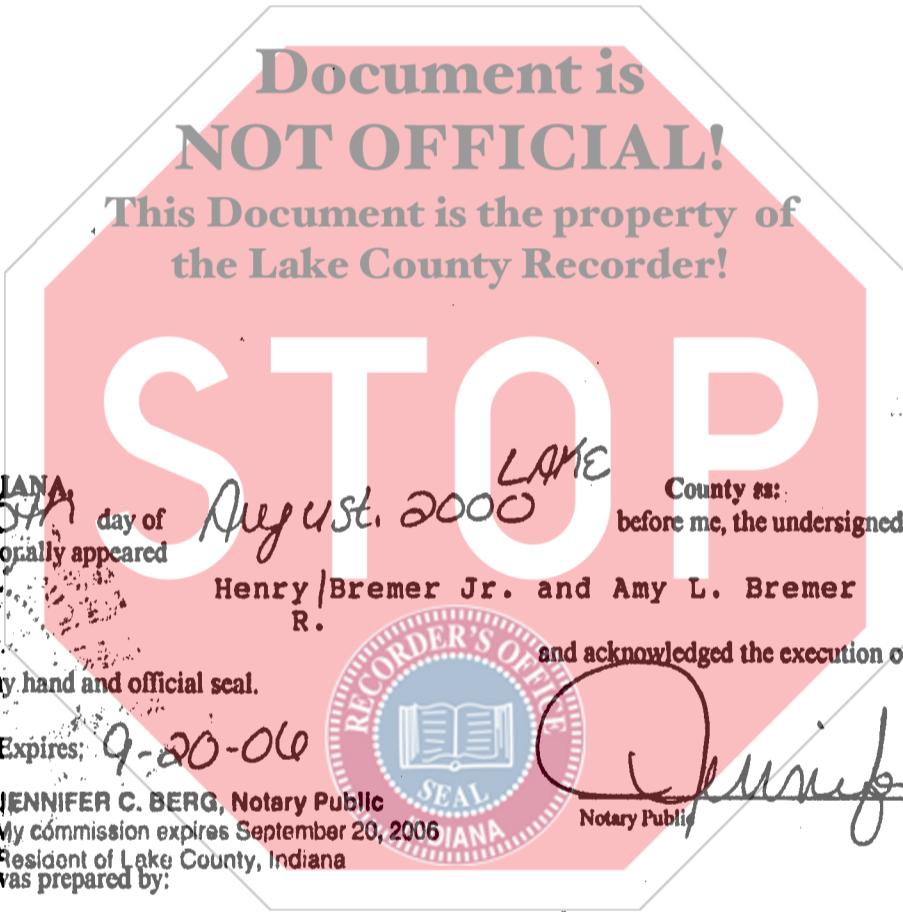 Document is
NOT OFFICIAL!
This Document is the property of
the Lake County Recorder!
STOP
LAKE
IANA, County ss:
day of August. 2000 before me, the undersigned
onally appeared
Henry Bremer Jr. and Amy L. Bremer
R.
and acknowledged the execution o
y hand and official seal.
Expires: 9-20-06
RECORDER'S OFFICE
SEAL
INDIANA
JENNIFER C. BERG, Notary Public
My commission expires September 20, 2006
Resident of Lake County, Indiana
Notary Public
was prepared by: